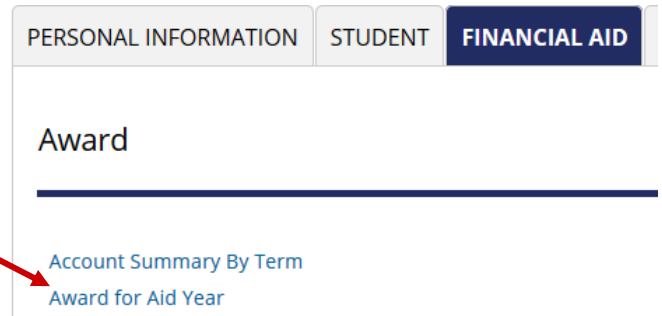 PERSONAL INFORMATION STUDENT FINANCIAL AID
Award
Account Summary By Term
Award for Aid Year